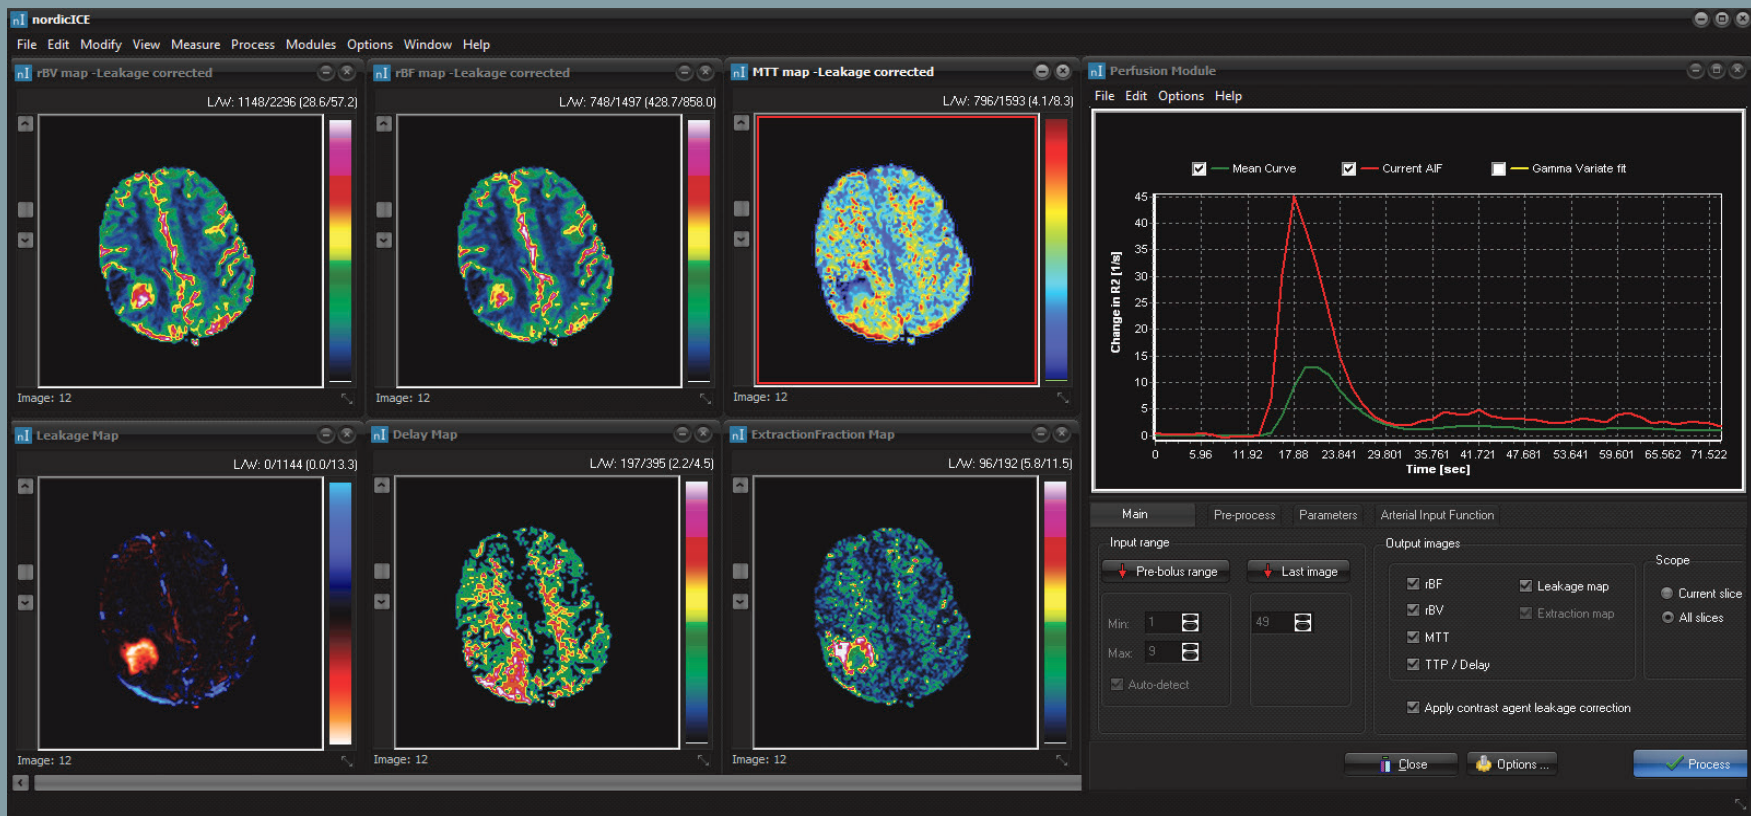 nI nordicICE
File Edit Modify View Measure Process Modules Options Window Help
nI rBV map -Leakage corrected
L/W: 1148/2296 (28.6/57.2)
Image: 12
nI rBF map -Leakage corrected
L/W: 748/1497 (428.7/858.0)
Image: 12
nI MTT map -Leakage corrected
L/W: 796/1593 (4.1/8.3)
Image: 12
nI Leakage Map
L/W: 0/1144 (0.0/13.3)
Image: 12
nI Delay Map
L/W: 197/395 (2.2/4.5)
Image: 12
nI ExtractionFraction Map
L/W: 96/192 (5.8/11.5)
Image: 12
nI Perfusion Module
File Edit Options Help
Mean Curve Current AIF Gamma Variate fit
Change in R2 [1/s]
45
40
35
30
25
20
15
10
5
0
0 5.96 11.92 17.88 23.841 29.801 35.761 41.721 47.681 53.641 59.601 65.562 71.522
Time [sec]
Main Pre-process Parameters Arterial Input Function
Input range
Pre-bolus range Last image
Min: 1 49
Max: 9
Auto-detect
Output images
rBF Leakage map
rBV Extraction map
MTT
TTP / Delay
Apply contrast agent leakage correction
Scope
Current slice
All slices
Close Options ... Process